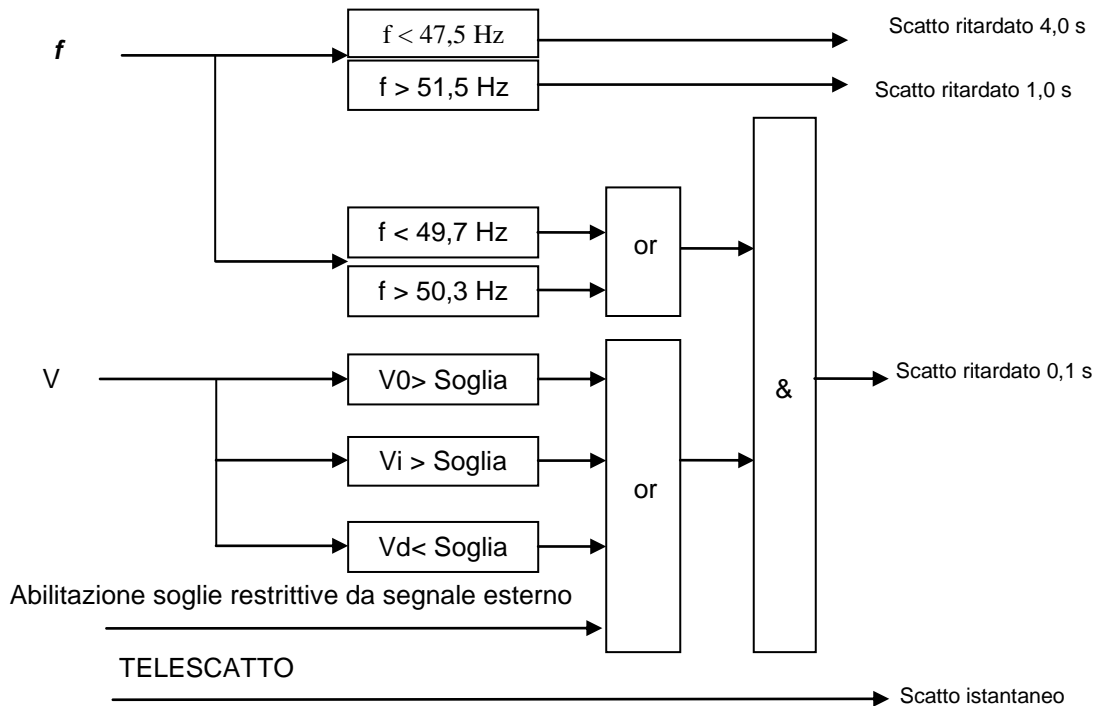 f
f < 47,5 Hz
Scatto ritardato 4,0 s
f > 51,5 Hz
Scatto ritardato 1,0 s
f < 49,7 Hz
or
f > 50,3 Hz
V
V0> Soglia
&
Scatto ritardato 0,1 s
Vi > Soglia
or
Vd< Soglia
Abilitazione soglie restrittive da segnale esterno
TELESCATTO
Scatto istantaneo